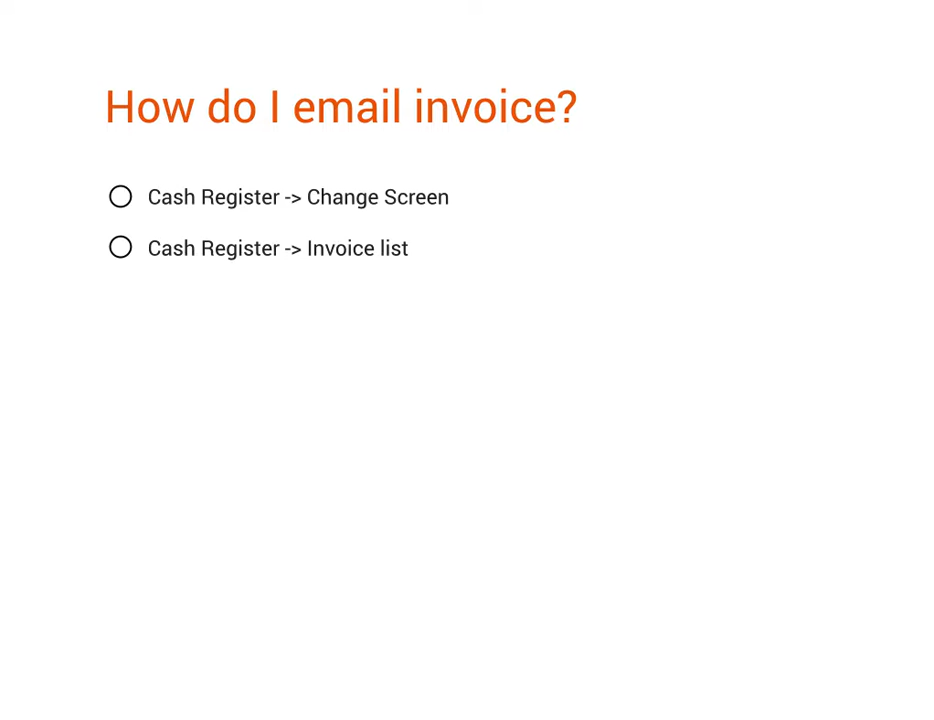 How do I email invoice?
Cash Register -> Change Screen
Cash Register -> Invoice list